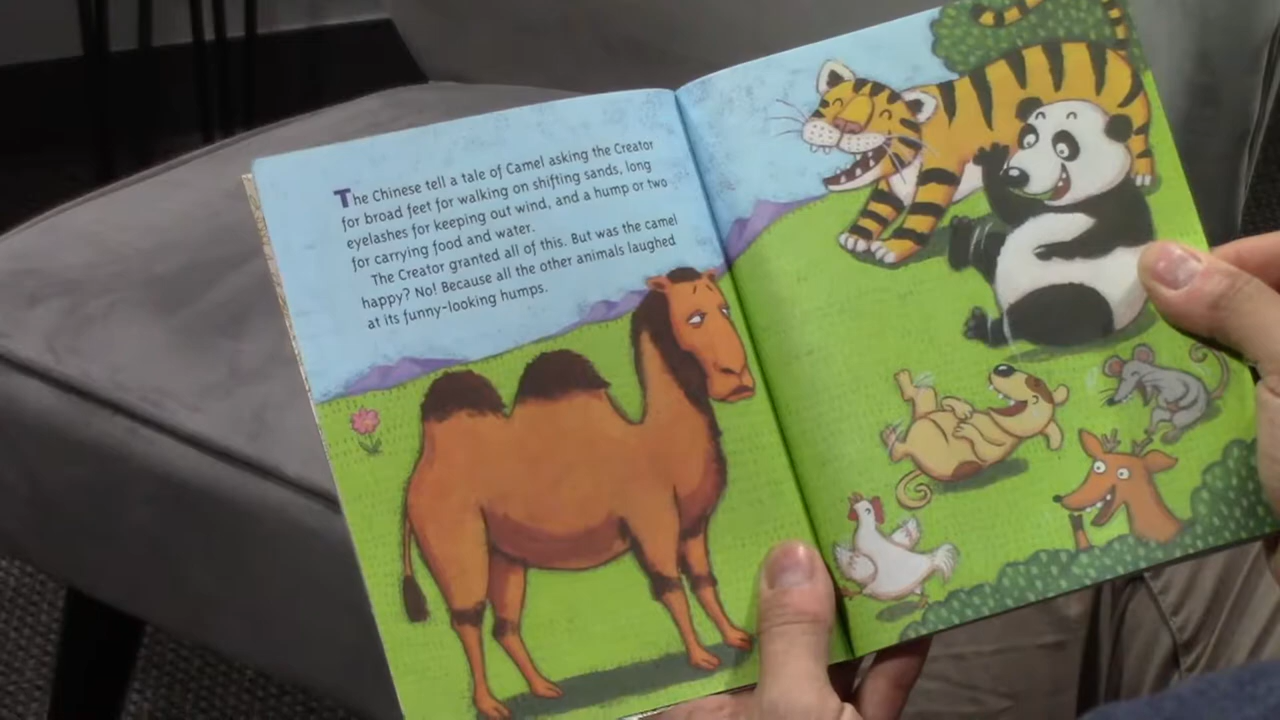 The Chinese tell a tale of Camel asking the Creator
for broad feet for walking on shifting sands, long
eyelashes for keeping out wind, and a hump or two
for carrying food and water.
The Creator granted all of this. But was the camel
happy? No! Because all the other animals laughed
at its funny-looking humps.